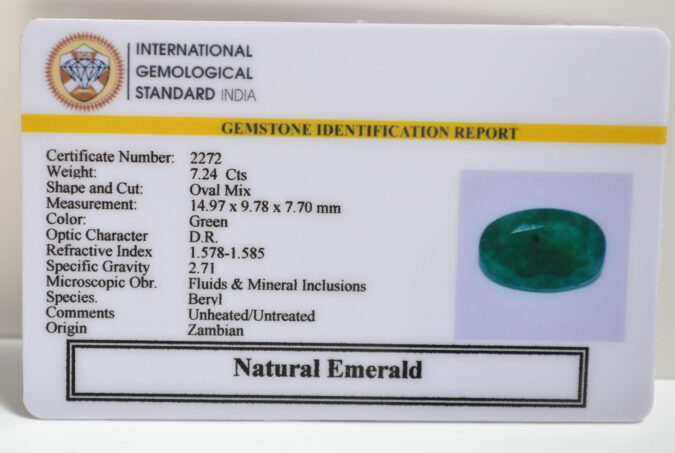 IGS
INTERNATIONAL
GEMOLOGICAL
STANDARD INDIA
GEMSTONE IDENTIFICATION REPORT
Certificate Number: 2272
Weight: 7.24 Cts
Shape and Cut: Oval Mix
Measurement: 14.97 x 9.78 x 7.70 mm
Color: Green
Optic Character D.R.
Refractive Index 1.578-1.585
Specific Gravity 2.71
Microscopic Obr. Fluids & Mineral Inclusions
Species. Beryl
Comments Unheated/Untreated
Origin Zambian
Natural Emerald